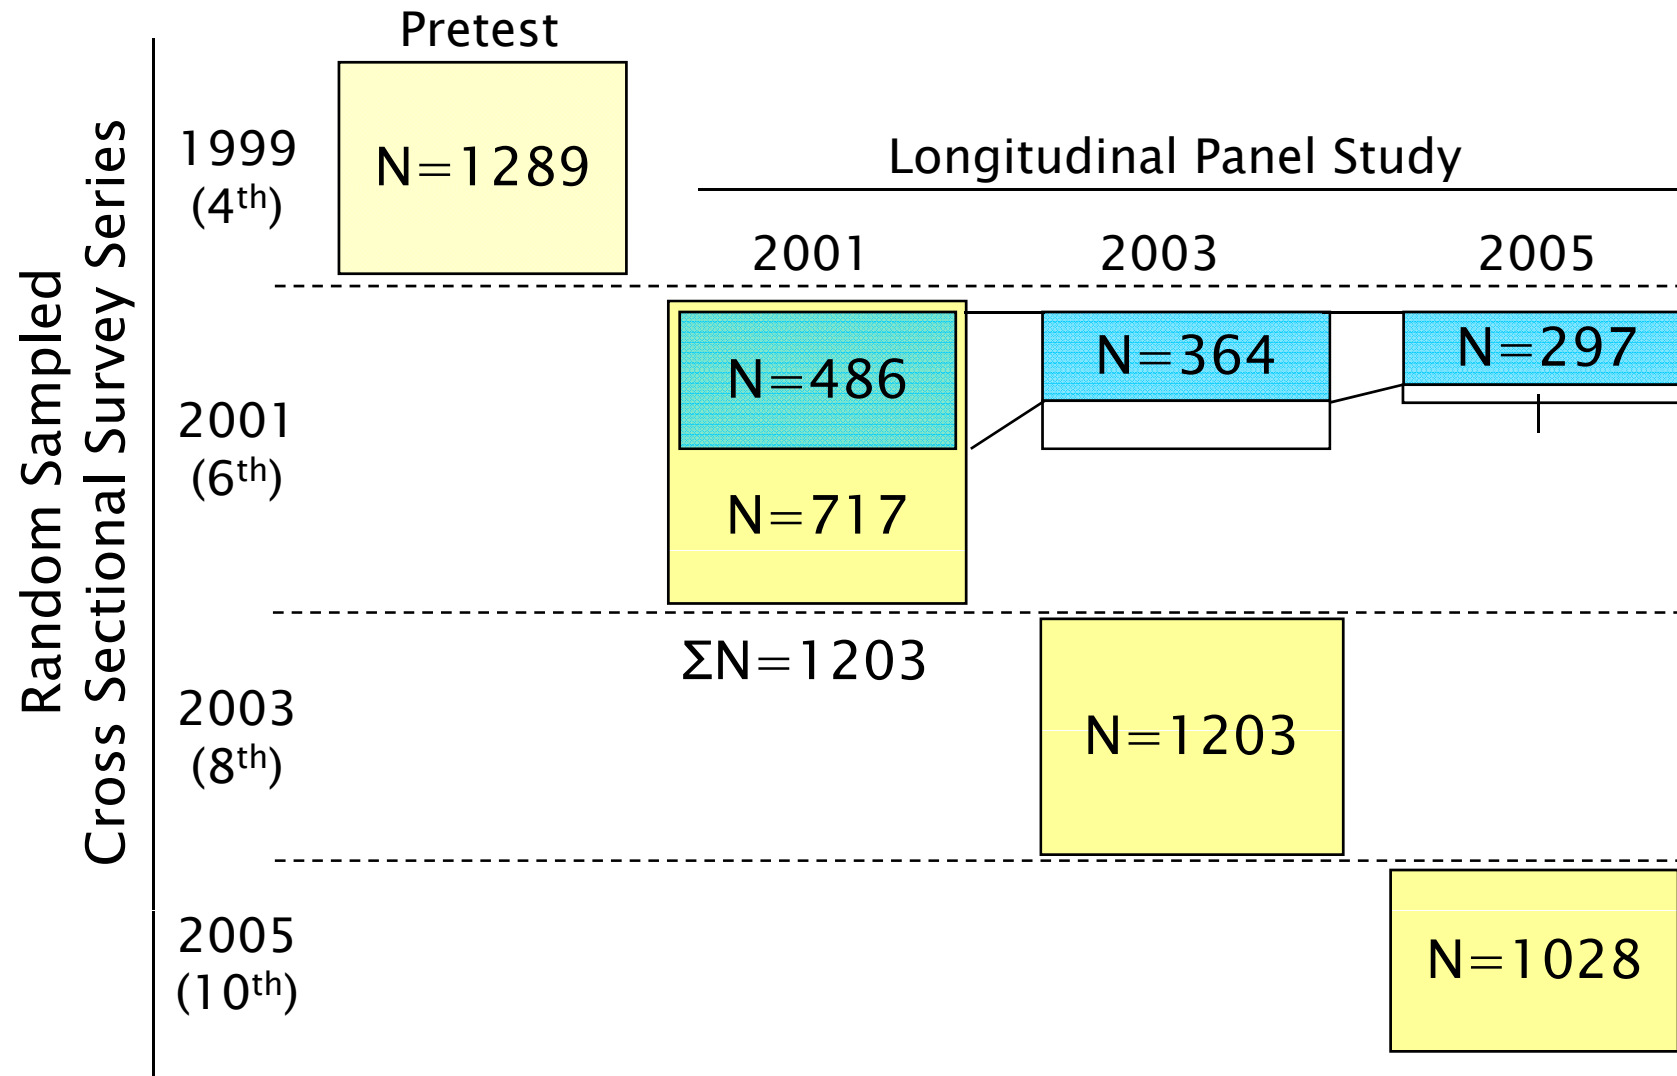 Random Sampled
Cross Sectional Survey Series
Pretest
1999
(4th)
N=1289
Longitudinal Panel Study
2001
2003
2005
2001
(6th)
N=486
N=364
N=297
N=717
ΣN=1203
2003
(8th)
N=1203
2005
(10th)
N=1028